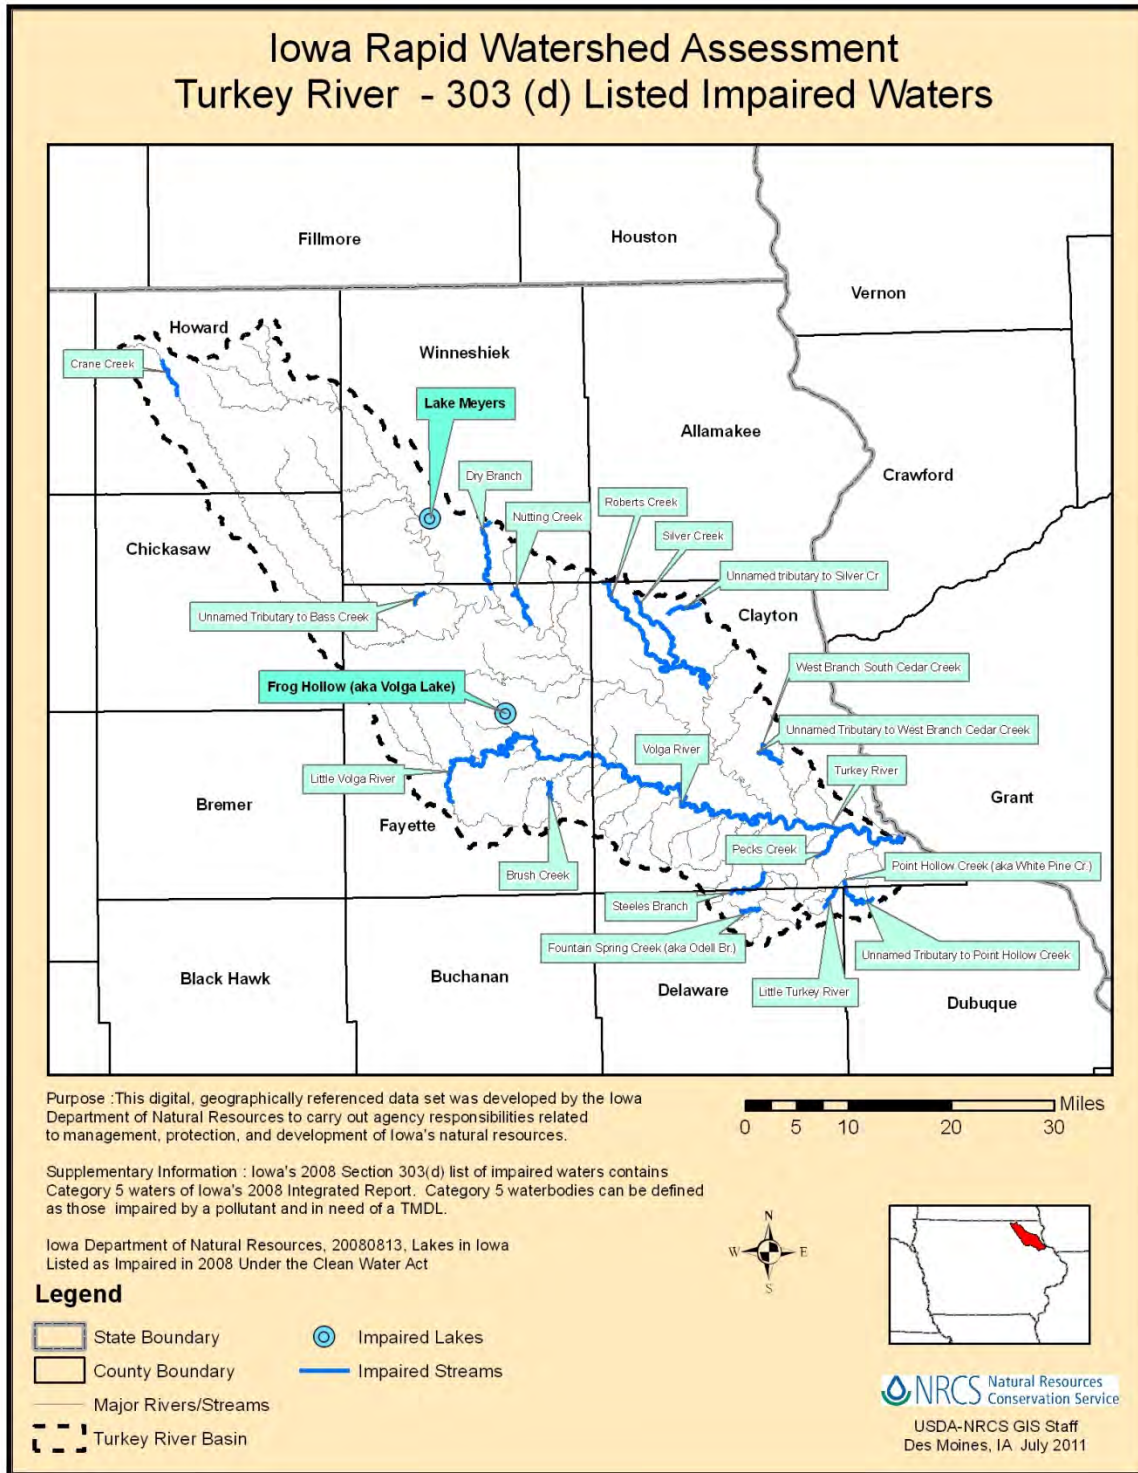 Iowa Rapid Watershed Assessment
Turkey River - 303 (d) Listed Impaired Waters
Fillmore
Houston
Vernon
Howard
Winneshiek
Crane Creek
Lake Meyers
Allamakee
Crawford
Dry Branch
Roberts Creek
Nutting Creek
Silver Creek
Chickasaw
Unnamed tributary to Silver Cr
Unnamed Tributary to Bass Creek
Clayton
West Branch South Cedar Creek
Frog Hollow (aka Volga Lake)
Unnamed Tributary to West Branch Cedar Creek
Volga River
Turkey River
Little Volga River
Grant
Bremer
Fayette
Pecks Creek
Point Hollow Creek (aka White Pine Cr.)
Brush Creek
Steeles Branch
Fountain Spring Creek (aka Odell Br.)
Unnamed Tributary to Point Hollow Creek
Black Hawk
Buchanan
Delaware
Little Turkey River
Dubuque
Purpose :This digital, geographically referenced data set was developed by the Iowa
Department of Natural Resources to carry out agency responsibilities related
to management, protection, and development of Iowa's natural resources.
Miles
0 5 10 20 30
Supplementary Information : Iowa's 2008 Section 303(d) list of impaired waters contains
Category 5 waters of Iowa's 2008 Integrated Report. Category 5 waterbodies can be defined
as those impaired by a pollutant and in need of a TMDL.
N
W E
S
Iowa Department of Natural Resources, 20080813, Lakes in Iowa
Listed as Impaired in 2008 Under the Clean Water Act
Legend
State Boundary
Impaired Lakes
County Boundary
Impaired Streams
Major Rivers/Streams
Turkey River Basin
NRCS Natural Resources
Conservation Service
USDA-NRCS GIS Staff
Des Moines, IA July 2011